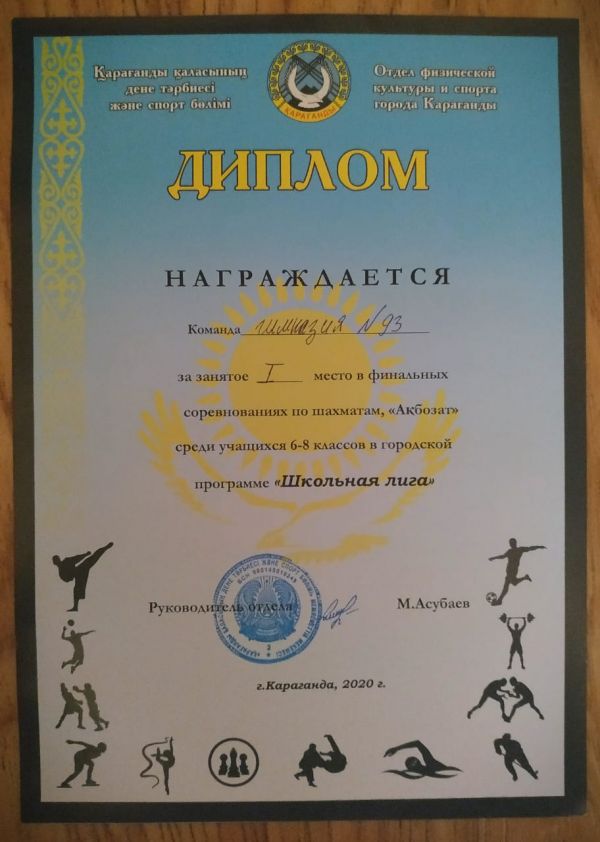 Қарағанды қаласының
дене тәрбиесі
және спорт бөлімі
Отдел физической
культуры и спорта
города Караганды
ҚАРАҒАНДЫ
ДИПЛОМ
НАГРАЖДАЕТСЯ
Команда гимназия №93
за занятое I место в финальных
соревнованиях по шахматам, «Ақбозат»
среди учащихся 6-8 классов в городской
программе «Школьная лига»
Руководитель отдела М.Асубаев
г.Караганда, 2020 г.